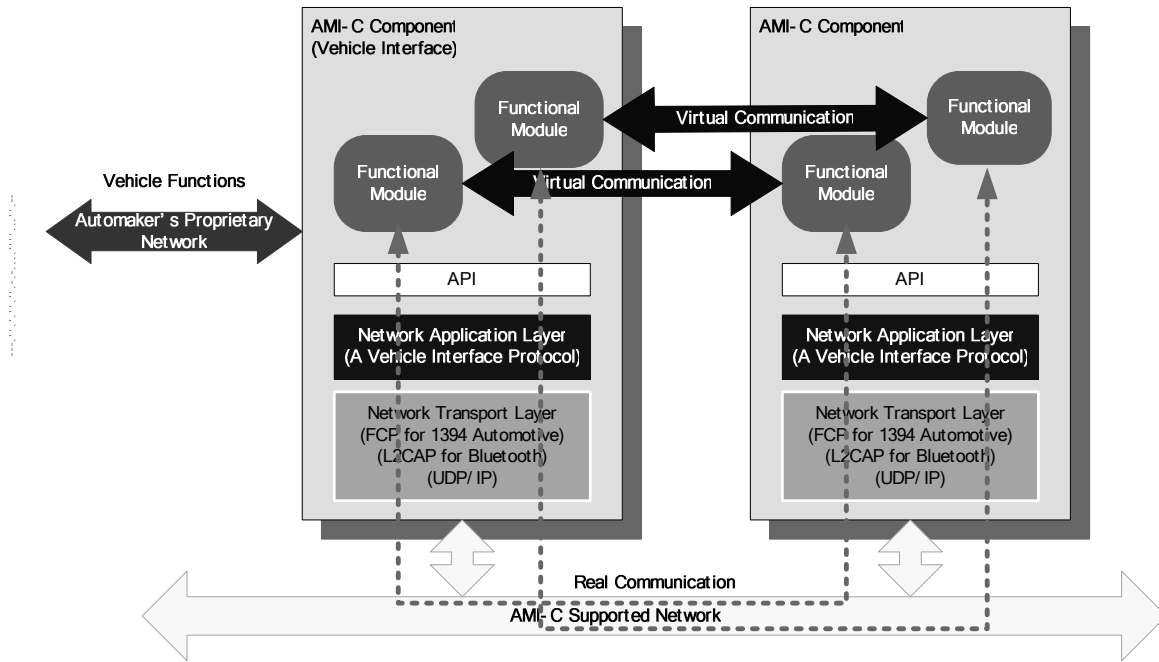 AMI-C Component
(Vehicle Interface)
AMI-C Component
Functional
Module
Virtual Communication
Functional
Module
Functional
Module
Virtual Communication
Functional
Module
Vehicle Functions
Automaker's Proprietary
Network
API
API
Network Application Layer
(A Vehicle Interface Protocol)
Network Application Layer
(A Vehicle Interface Protocol)
Network Transport Layer
(FCP for 1394 Automotive)
(L2CAP for Bluetooth)
(UDP/IP)
Network Transport Layer
(FCP for 1394 Automotive)
(L2CAP for Bluetooth)
(UDP/IP)
Real Communication
AMI-C Supported Network